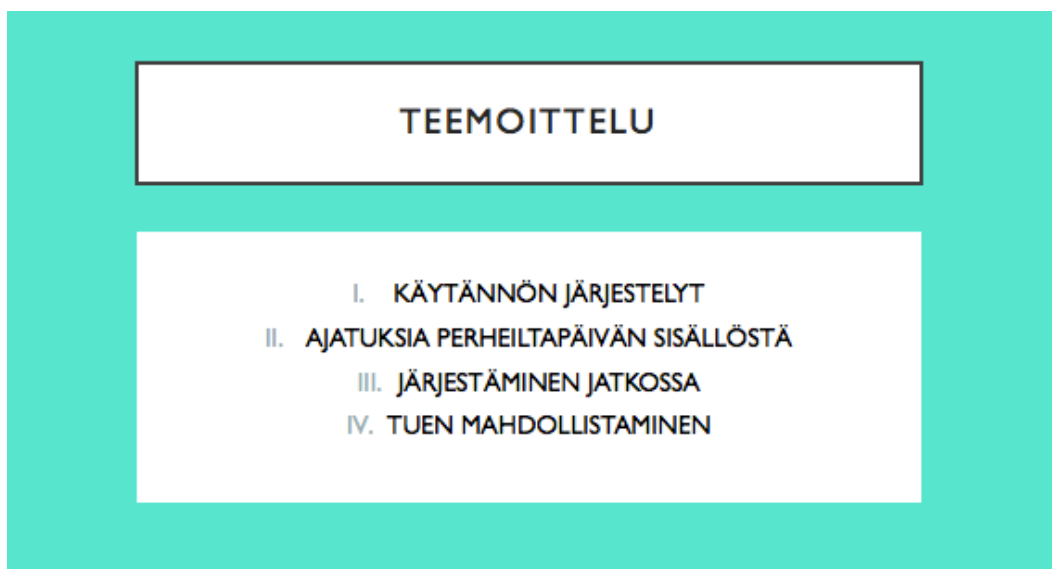 TEEMOITTELU
I. KÄYTÄNNÖN JÄRJESTELYT
II. AJATUKSIA PERHEILTAPÄIVÄN SISÄLLÖSTÄ
III. JÄRJESTÄMINEN JATKOSSA
IV. TUEN MAHDOLLISTAMINEN